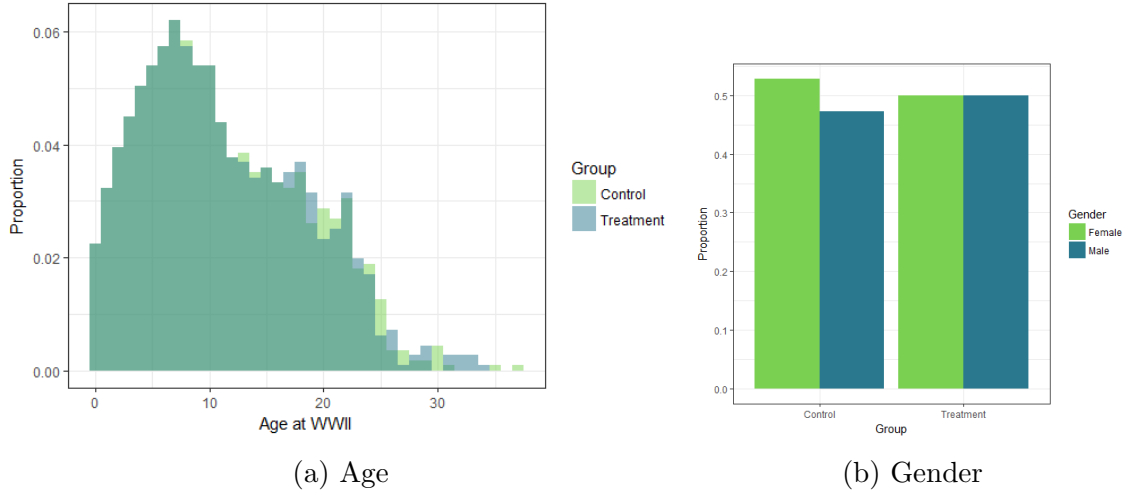 0.06
0.04
0.02
0.00
Proportion
0 10 20 30
Age at WWII
Group
Control
Treatment
(a) Age
0.5
0.4
0.3
0.2
0.1
0.0
Proportion
Control Treatment
Group
Gender
Female
Male
(b) Gender